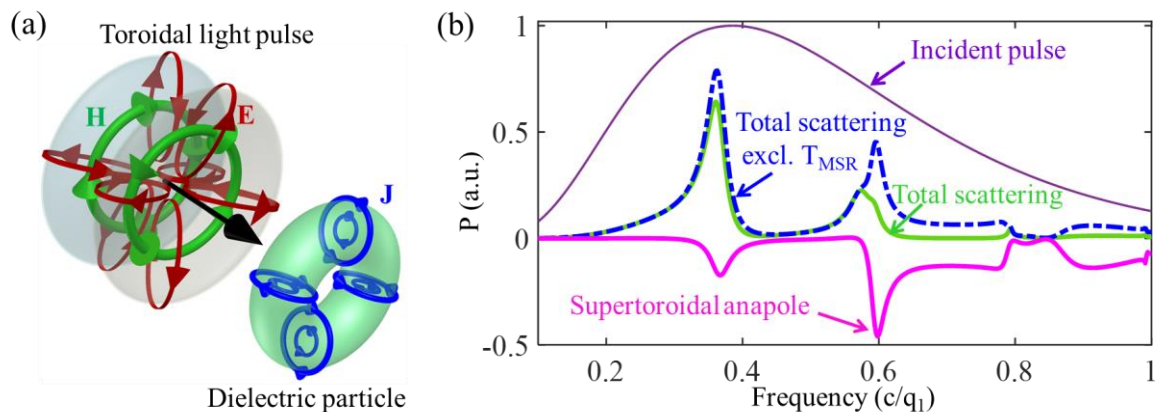 (a)
Toroidal light pulse
H
E
J
Dielectric particle
(b)
1
0.5
0
-0.5
P (a.u.)
Incident pulse
Total scattering
excl. T_MSR
Total scattering
Supertoroidal anapole
0.2
0.4
0.6
0.8
1
Frequency (c/q₁)